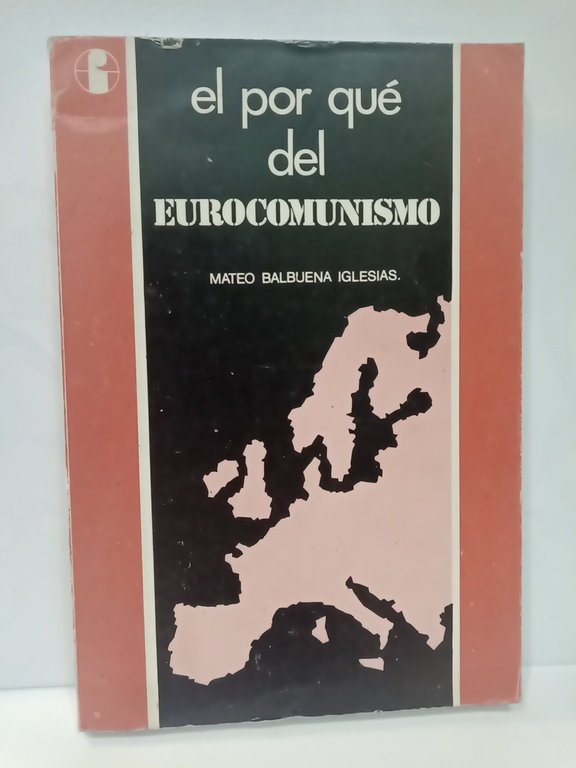 el por qué
del
EUROCOMUNISMO
MATEO BALBUENA IGLESIAS.